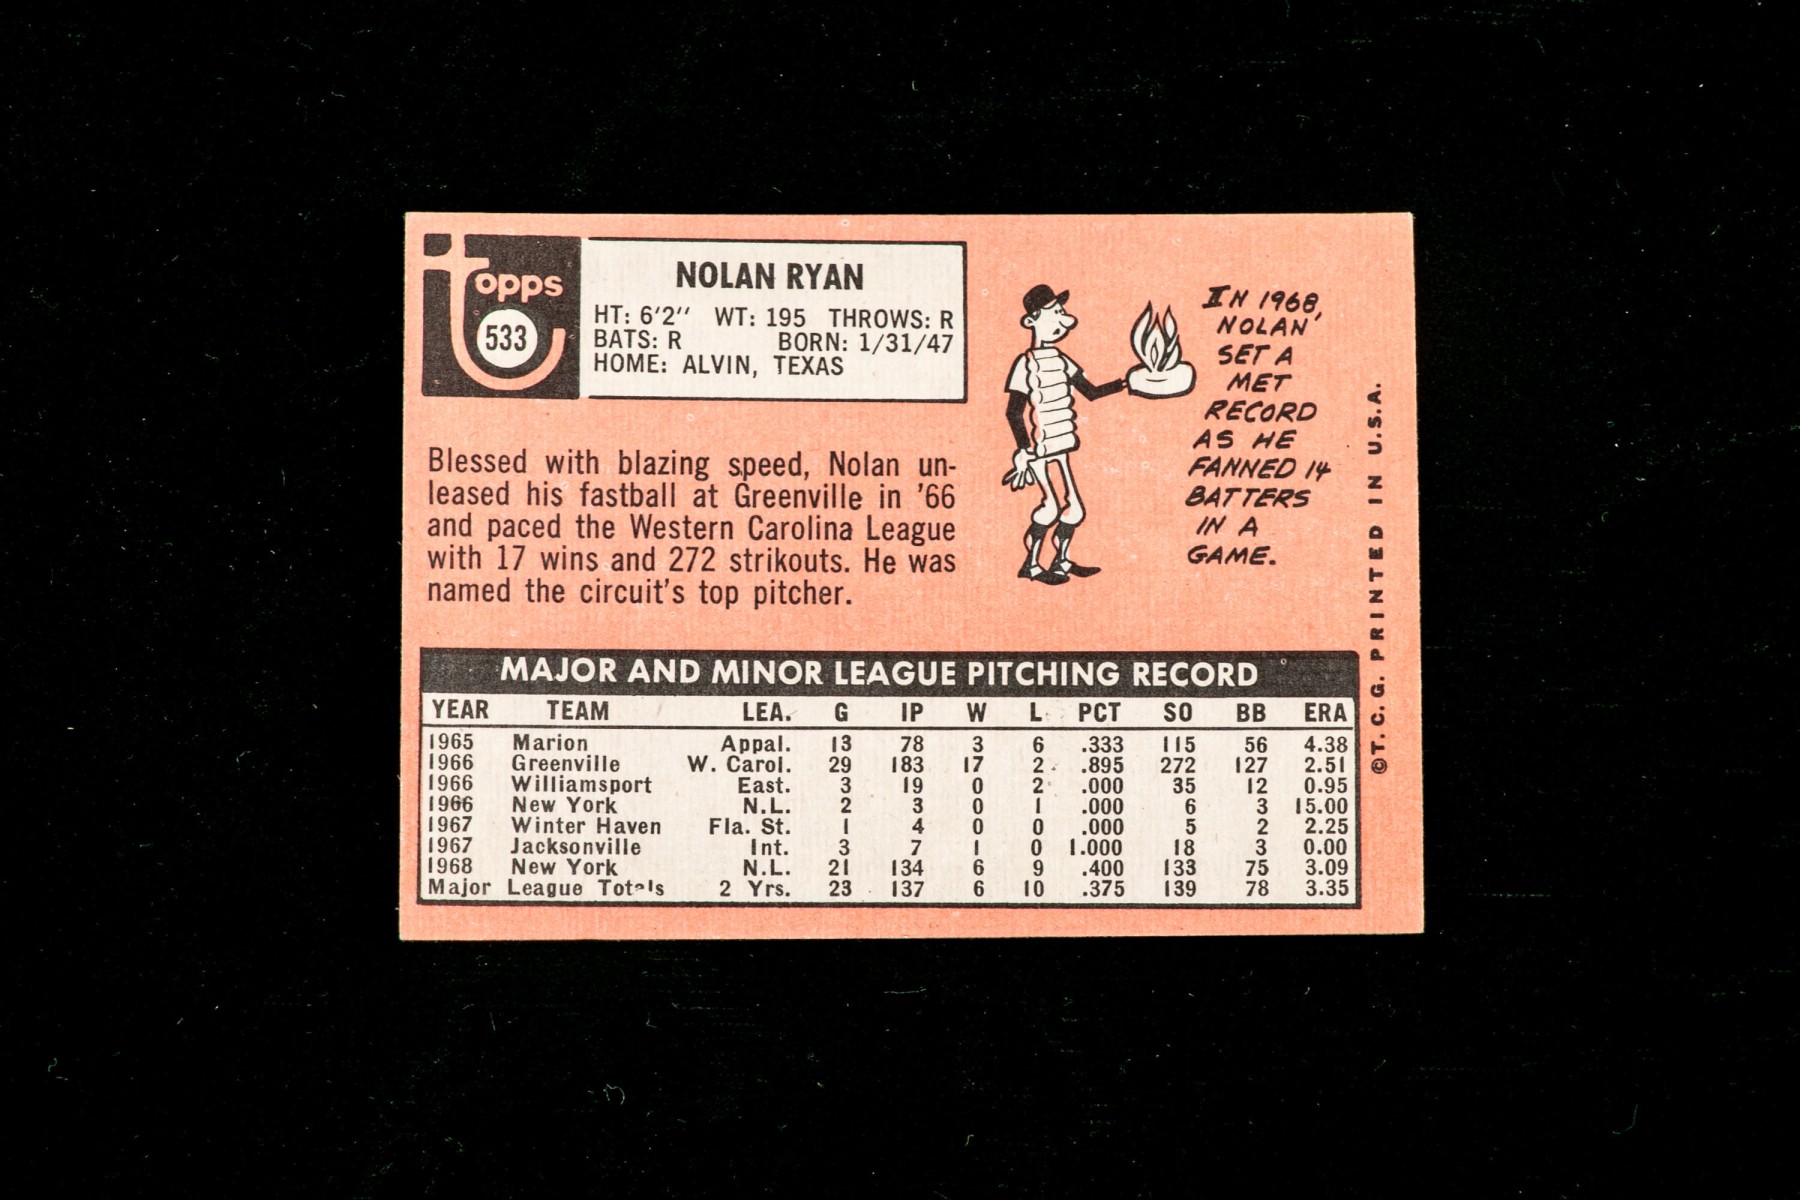 topps
533
NOLAN RYAN
HT: 6'2" WT: 195 THROWS: R
BATS: R BORN: 1/31/47
HOME: ALVIN, TEXAS
Blessed with blazing speed, Nolan un-
leased his fastball at Greenville in '66
and paced the Western Carolina League
with 17 wins and 272 strikouts. He was
named the circuit's top pitcher.
IN 1968,
NOLAN
SET A
MET
RECORD
AS HE
FANNED 14
BATTERS
IN A
GAME.
©T. C. G. PRINTED IN U.S.A.
MAJOR AND MINOR LEAGUE PITCHING RECORD
YEAR TEAM LEA. G IP W L PCT SO BB ERA
1965 Marion Appal. 13 78 3 6 .333 115 56 4.38
1966 Greenville W. Carol. 29 183 17 2 .895 272 127 2.51
1966 Williamsport East. 3 19 0 2 .000 35 12 0.95
1966 New York N.L. 2 3 0 1 .000 6 3 15.00
1967 Winter Haven Fla. St. 1 4 0 0 .000 5 2 2.25
1967 Jacksonville Int. 3 7 1 0 1.000 18 3 0.00
1968 New York N.L. 21 134 6 9 .400 133 75 3.09
Major League Totals 2 Yrs. 23 137 6 10 .375 139 78 3.35